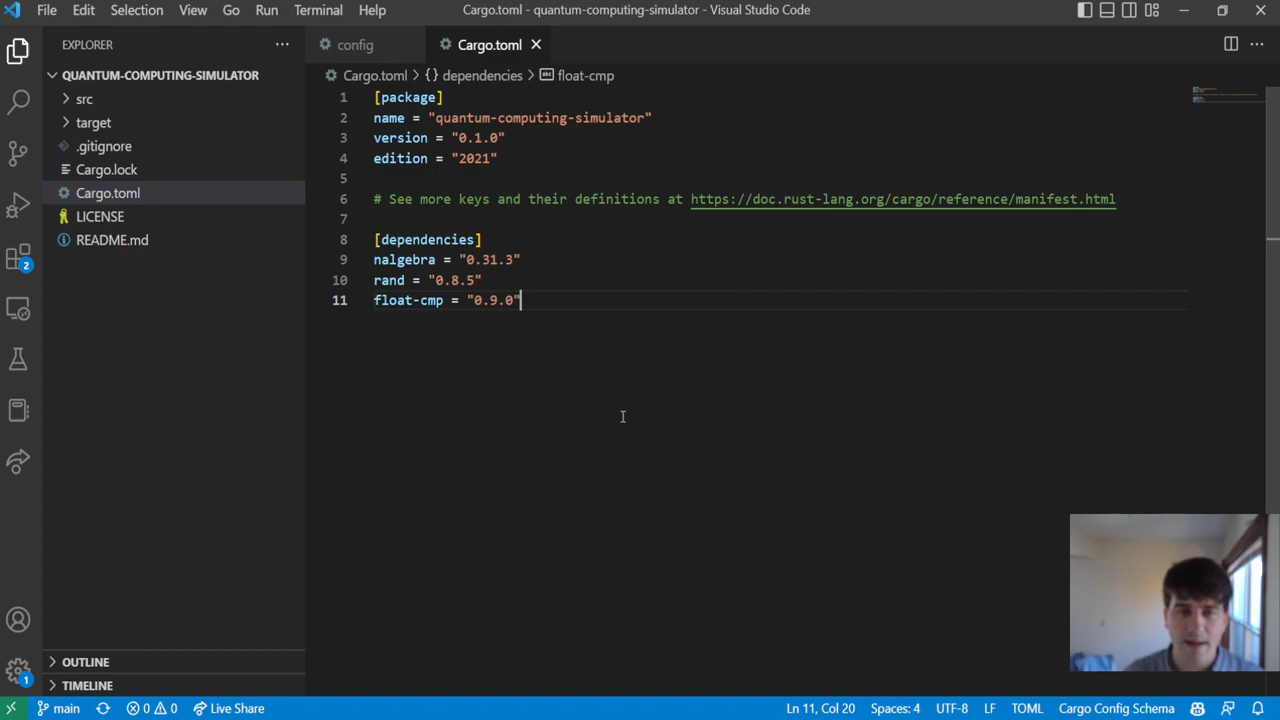 File Edit Selection View Go Run Terminal Help
Cargo.toml - quantum-computing-simulator - Visual Studio Code
EXPLORER
QUANTUM-COMPUTING-SIMULATOR
src
target
.gitignore
Cargo.lock
Cargo.toml
LICENSE
README.md
OUTLINE
TIMELINE
2
1
config
Cargo.toml
Cargo.toml > {} dependencies > float-cmp
1 [package]
2 name = "quantum-computing-simulator"
3 version = "0.1.0"
4 edition = "2021"
5
6 # See more keys and their definitions at https://doc.rust-lang.org/cargo/reference/manifest.html
7
8 [dependencies]
9 nalgebra = "0.31.3"
10 rand = "0.8.5"
11 float-cmp = "0.9.0"
main 0 0 Live Share Ln 11, Col 20 Spaces: 4 UTF-8 LF TOML Cargo Config Schema